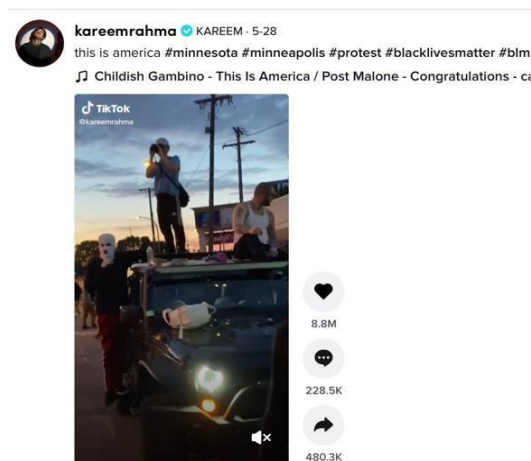 kareemrahma KAREEM · 5-28
this is america #minnesota #minneapolis #protest #blacklivesmatter #blm
Childish Gambino - This Is America / Post Malone - Congratulations - ca
TikTok
@kareemrahma
8.8M
228.5K
480.3K